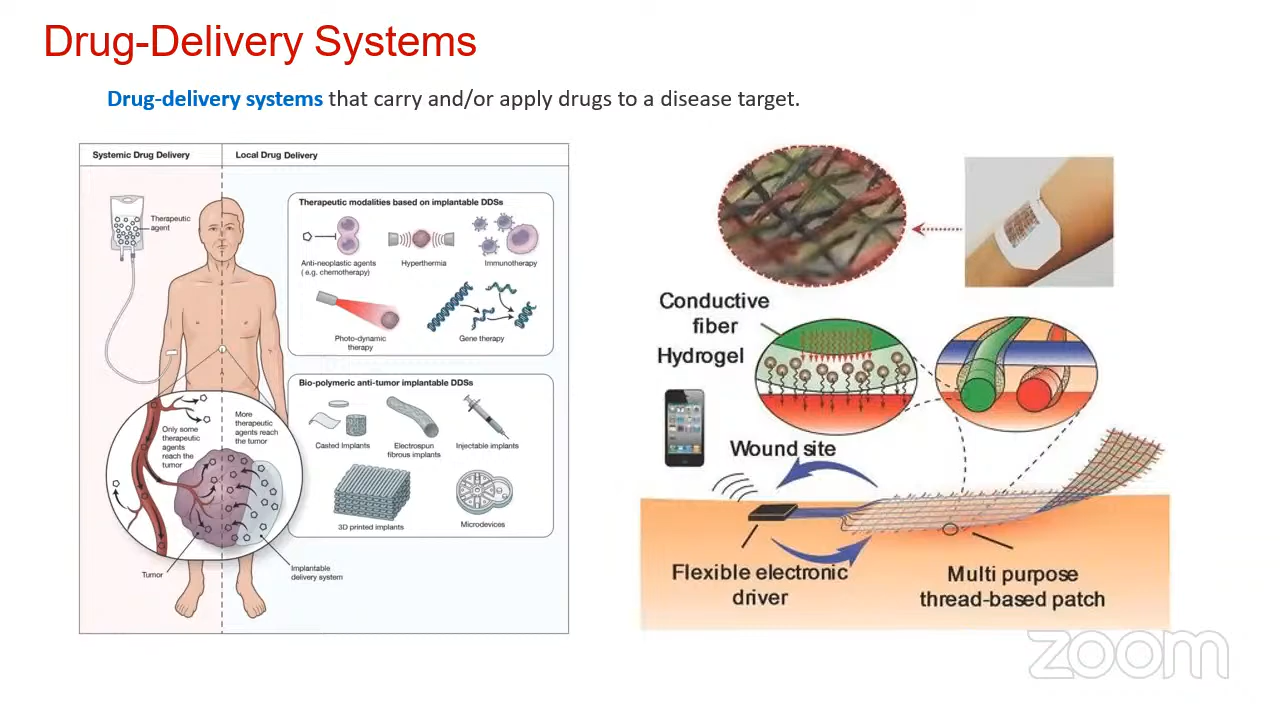 Drug-Delivery Systems
Drug-delivery systems that carry and/or apply drugs to a disease target.
Systemic Drug Delivery
Local Drug Delivery
Therapeutic
agent
Therapeutic modalities based on implantable DDSs
Anti-neoplastic agents
( e.g. chemotherapy)
Hyperthermia
Immunotherapy
Photo-dynamic
therapy
Gene therapy
Bio-polymeric anti-tumor implantable DDSs
Casted Implants
Electrospun
fibrous implants
Injectable implants
3D printed implants
Microdevices
Only some
therapeutic
agents
reach the
tumor
More
therapeutic
agents reach
the tumor
Tumor
Implantable
delivery system
Conductive
fiber
Hydrogel
Wound site
Flexible electronic
driver
Multi purpose
thread-based patch
zoom